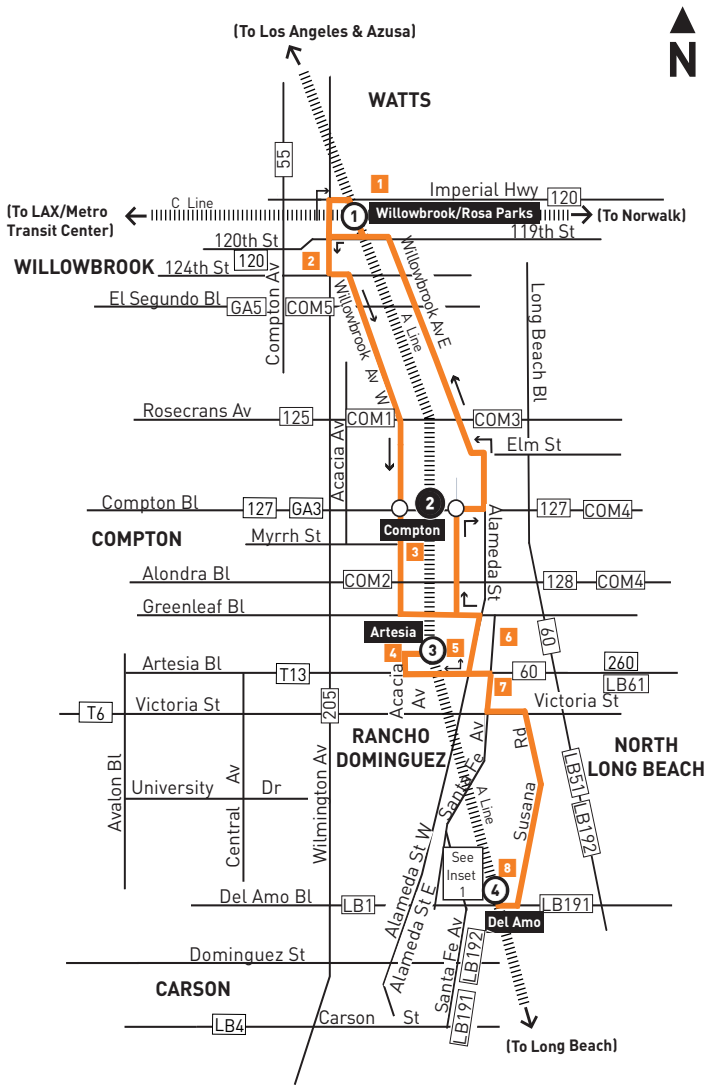 (To Los Angeles & Azusa)
N
WATTS
55
1
Imperial Hwy
120
C Line
(To LAX/Metro
Transit Center)
1
Willowbrook/Rosa Parks
(To Norwalk)
120th St
119th St
WILLOWBROOK
120
124th St
2
El Segundo Bl
GA5
COM5
Compton Av
Willowbrook Av W
A Line
Willowbrook Av E
Long Beach Bl
Rosecrans Av
125
COM1
COM3
Elm St
Acacia Av
Compton Bl
127
GA3
2
127
COM4
Compton
COMPTON
Myrrh St
3
Alameda St
Alondra Bl
COM2
128
COM4
Greenleaf Bl
Artesia
3
4
5
6
60
Artesia Bl
T13
60
260
LB61
7
Acacia
Av
T6
Victoria St
205
Victoria St
RANCHO
DOMINGUEZ
NORTH
LONG BEACH
Avalon Bl
Central Av
Wilmington Av
University Dr
Santa Fe Av
A Line
Susana Rd
LB51
LB192
See
Inset
1
8
4
Del Amo Bl
LB1
LB191
Del Amo
Alameda St W
Alameda St E
Santa Fe Av
LB192
LB191
Dominguez St
CARSON
LB4
Carson St
(To Long Beach)